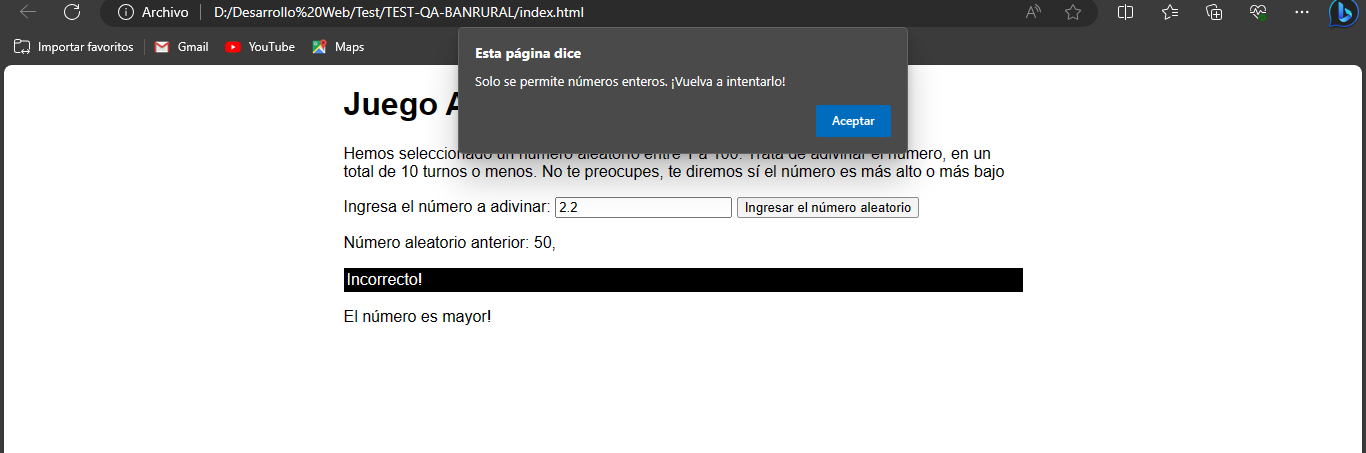 Archivo D:/Desarrollo%20Web/Test/TEST-QA-BANRURAL/index.html
Importar favoritos Gmail YouTube Maps
Esta página dice
Solo se permite números enteros. ¡Vuelva a intentarlo!
Aceptar
Juego
Hemos seleccionado un número aleatorio entre 1 a 100. Trata de adivinar el número, en un
total de 10 turnos o menos. No te preocupes, te diremos sí el número es más alto o más bajo
Ingresa el número a adivinar: 2.2 Ingresar el número aleatorio
Número aleatorio anterior: 50,
Incorrecto!
El número es mayor!